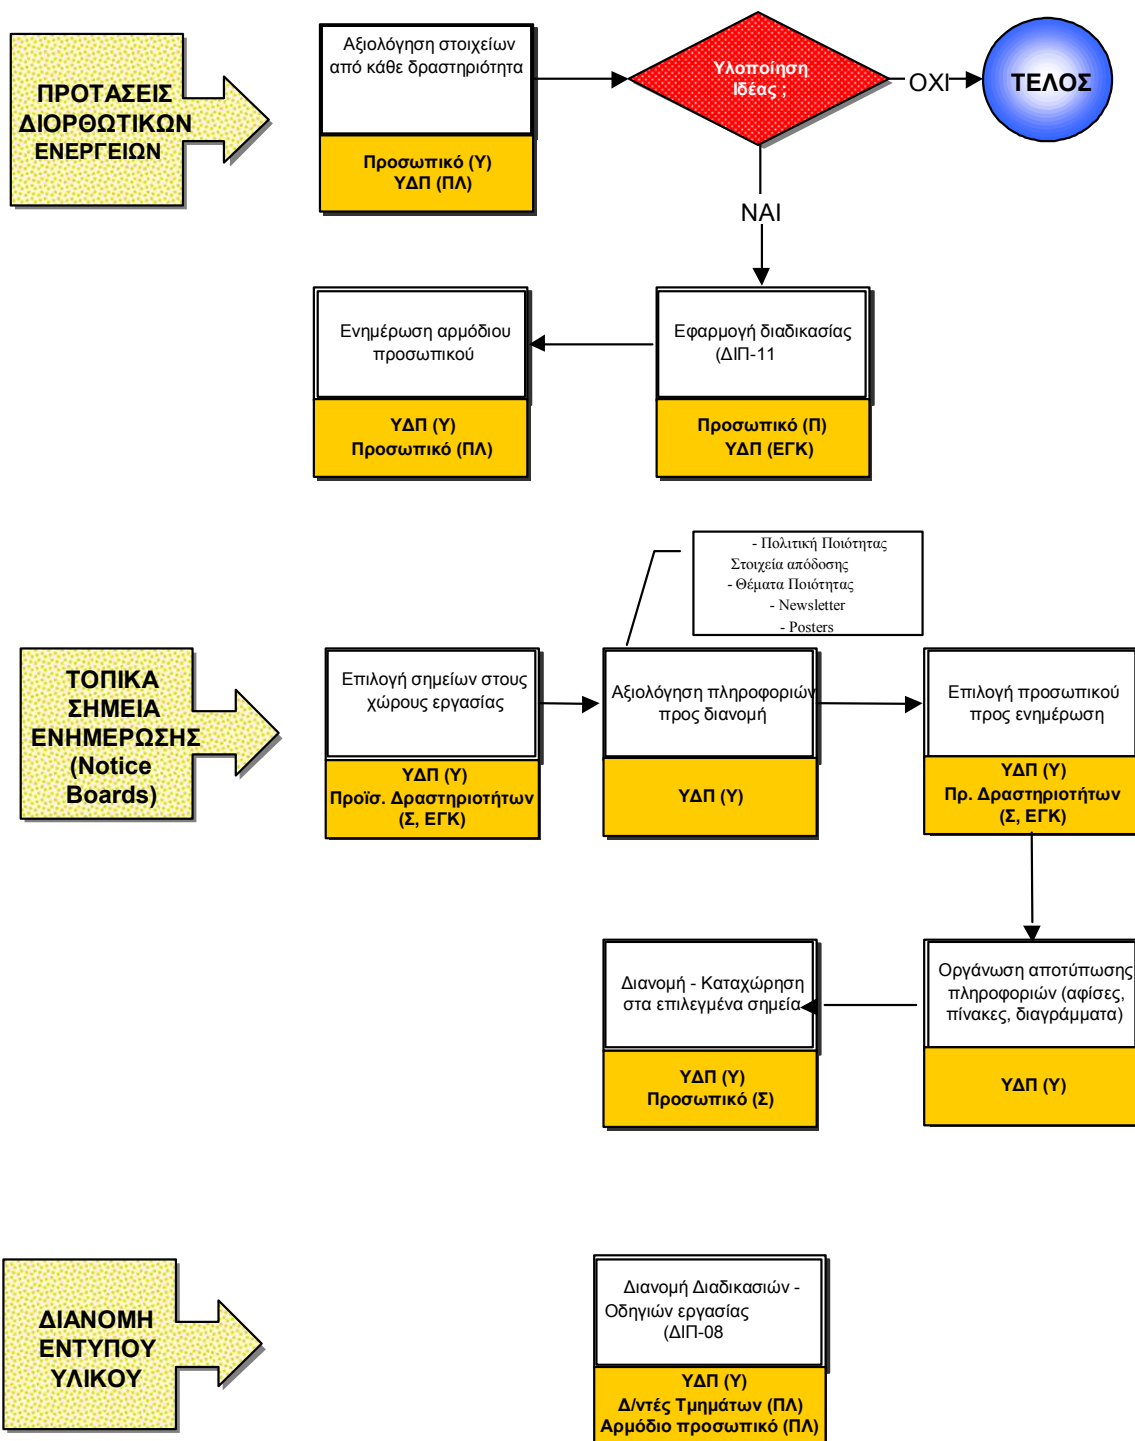 ΠΡΟΤΑΣΕΙΣ
ΔΙΟΡΘΩΤΙΚΩΝ
ΕΝΕΡΓΕΙΩΝ
Αξιολόγηση στοιχείων
από κάθε δραστηριότητα
Προσωπικό (Υ)
ΥΔΠ (ΠΛ)
Υλοποίηση
Ιδέας ;
ΟΧΙ
ΤΕΛΟΣ
ΝΑΙ
Ενημέρωση αρμόδιου
προσωπικού
ΥΔΠ (Υ)
Προσωπικό (ΠΛ)
Εφαρμογή διαδικασίας
(ΔΙΠ-11
Προσωπικό (Π)
ΥΔΠ (ΕΓΚ)
- Πολιτική Ποιότητας
Στοιχεία απόδοσης
- Θέματα Ποιότητας
- Newsletter
- Posters
ΤΟΠΙΚΑ
ΣΗΜΕΙΑ
ΕΝΗΜΕΡΩΣΗΣ
(Notice
Boards)
Επιλογή σημείων στους
χώρους εργασίας
ΥΔΠ (Υ)
Προϊσ. Δραστηριοτήτων
(Σ, ΕΓΚ)
Αξιολόγηση πληροφοριών
προς διανομή
ΥΔΠ (Υ)
Επιλογή προσωπικού
προς ενημέρωση
ΥΔΠ (Υ)
Πρ. Δραστηριοτήτων
(Σ, ΕΓΚ)
Διανομή - Καταχώρηση
στα επιλεγμένα σημεία
ΥΔΠ (Υ)
Προσωπικό (Σ)
Οργάνωση αποτύπωσης
πληροφοριών (αφίσες,
πίνακες, διαγράμματα)
ΥΔΠ (Υ)
ΔΙΑΝΟΜΗ
ΕΝΤΥΠΟΥ
ΥΛΙΚΟΥ
Διανομή Διαδικασιών -
Οδηγιών εργασίας
(ΔΙΠ-08
ΥΔΠ (Υ)
Δ/ντές Τμημάτων (ΠΛ)
Αρμόδιο προσωπικό (ΠΛ)